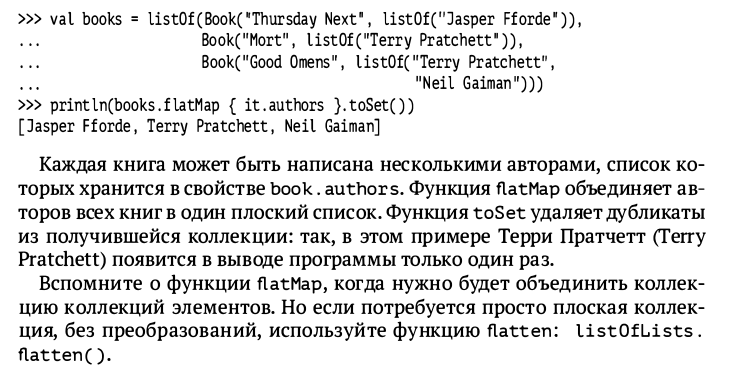 >>> val books = listOf(Book("Thursday Next", listOf("Jasper Fforde")),
... Book("Mort", listOf("Terry Pratchett")),
... Book("Good Omens", listOf("Terry Pratchett",
... "Neil Gaiman")))
>>> println(books.flatMap { it.authors }.toSet())
[Jasper Fforde, Terry Pratchett, Neil Gaiman]
Каждая книга может быть написана несколькими авторами, список ко-
торых хранится в свойстве book.authors. Функция flatMap объединяет ав-
торов всех книг в один плоский список. Функция toSet удаляет дубликаты
из получившейся коллекции: так, в этом примере Терри Пратчетт (Terry
Pratchett) появится в выводе программы только один раз.
Вспомните о функции flatMap, когда нужно будет объединить коллек-
цию коллекций элементов. Но если потребуется просто плоская коллек-
ция, без преобразований, используйте функцию flatten: listOfLists.
flatten().